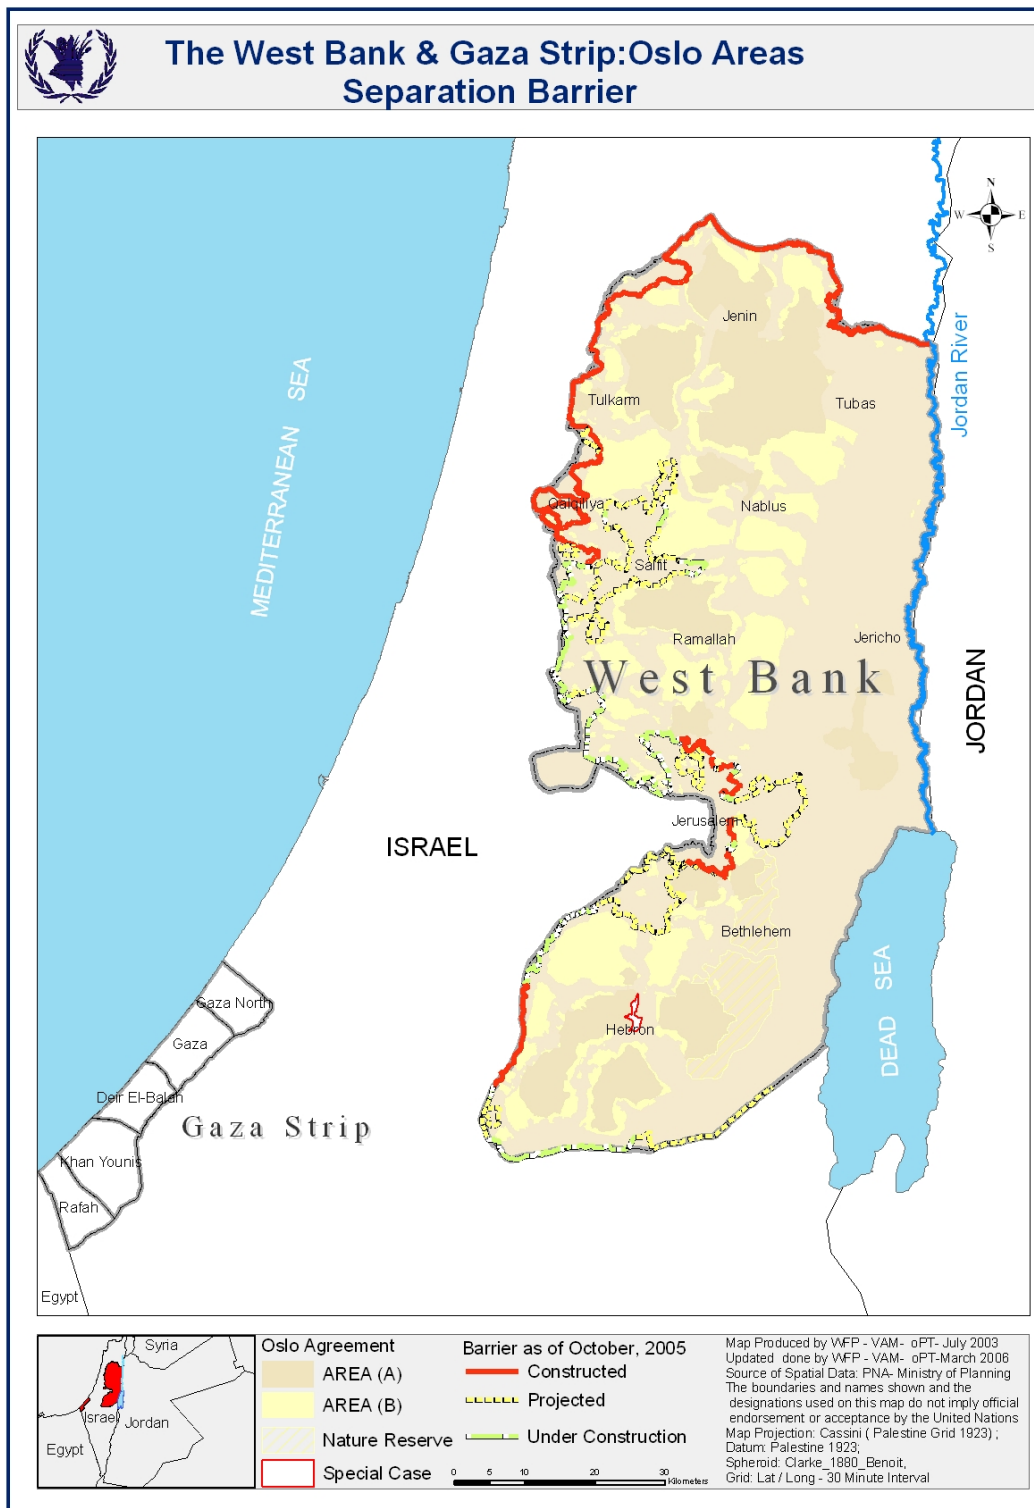 The West Bank & Gaza Strip:Oslo Areas
Separation Barrier
N
W
E
S
MEDITERRANEAN SEA
Jordan River
Jenin
Tulkarm
Tubas
Qalqiliya
Nablus
Salfit
Ramallah
Jericho
West Bank
JORDAN
Jerusalem
ISRAEL
Bethlehem
Hebron
DEAD SEA
Gaza North
Gaza
Deir El-Balah
Gaza Strip
Khan Younis
Rafah
Egypt
Syria
Israel
Jordan
Egypt
Oslo Agreement
AREA (A)
AREA (B)
Nature Reserve
Special Case
Barrier as of October, 2005
Constructed
Projected
Under Construction
0 5 10 20 30
Kilometers
Map Produced by WFP - VAM- oPT- July 2003
Updated done by WFP - VAM- oPT-March 2006
Source of Spatial Data: PNA- Ministry of Planning
The boundaries and names shown and the
designations used on this map do not imply official
endorsement or acceptance by the United Nations
Map Projection: Cassini ( Palestine Grid 1923) ;
Datum: Palestine 1923;
Spheroid: Clarke_1880_Benoit,
Grid: Lat / Long - 30 Minute Interval